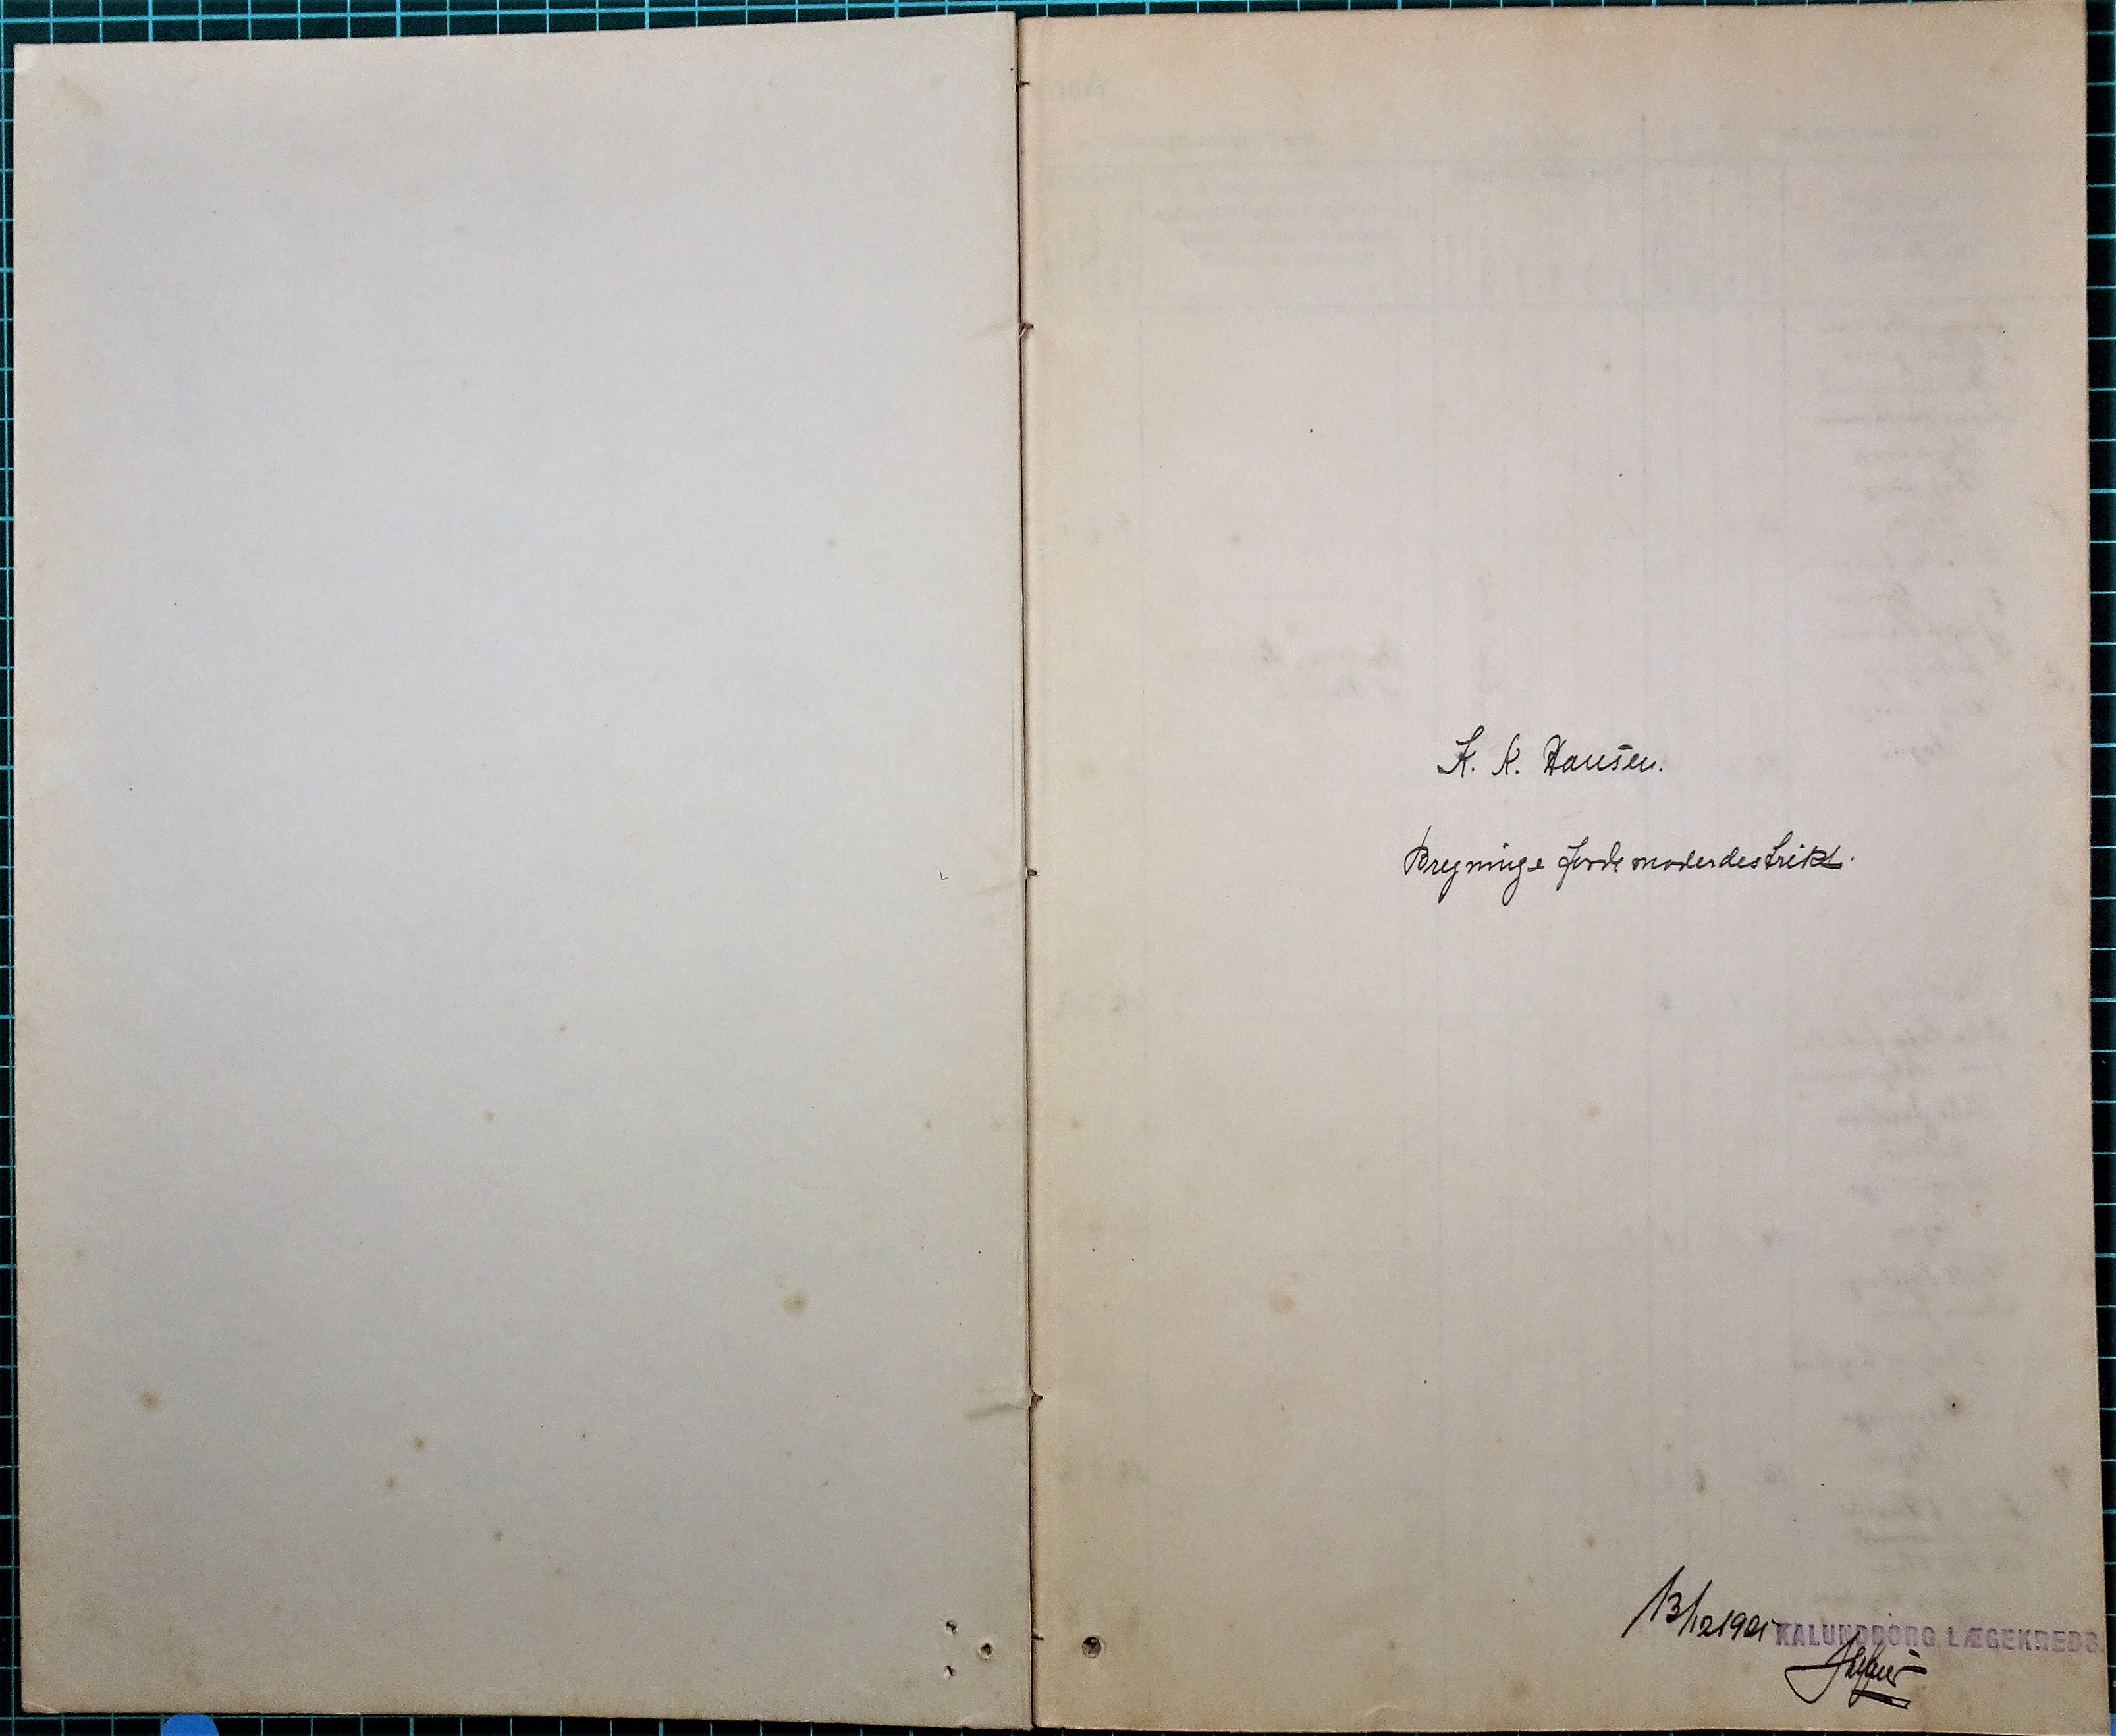 K. K. Hansen.
Bregninge Jordemoderdestrikt.
13/12 1921 KALUNDBORG LÆGEKREDS.